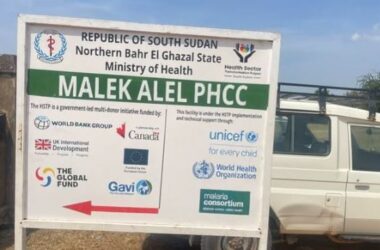 REPUBLIC OF SOUTH SUDAN
Northern Bahr El Ghazal State
Ministry of Health
Health Sector
MALEK ALEL PHCC
The HSTP is a government-led multi-donor initiative funded by:
This facility is under the HSTP implementation
and technical support through:
WORLD BANK GROUP
Canada
UK International
Development
THE
GLOBAL
FUND
Gavi
unicef
for every child
World Health
Organization
malaria
consortium